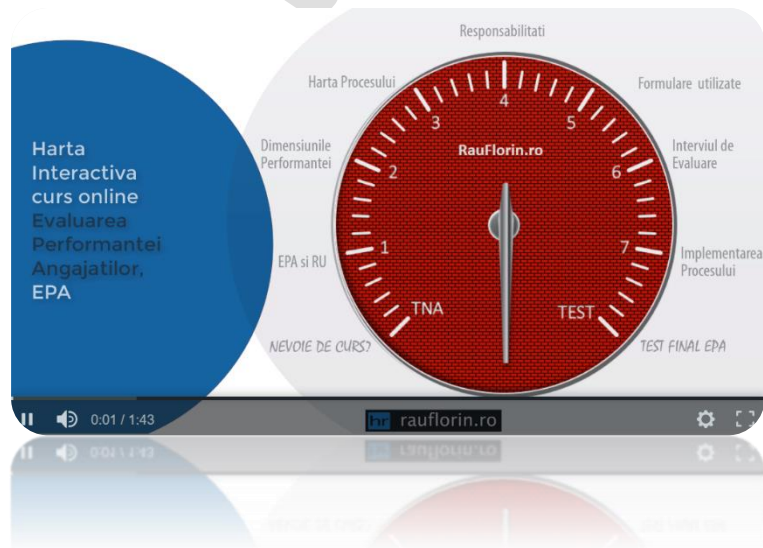 Harta
Interactiva
curs online
Evaluarea
Performantei
Angajatilor,
EPA
Responsabilitati
Harta Procesului
Formulare utilizate
Dimensiunile
Performantei
Interviul de
Evaluare
EPA si RU
Implementarea
Procesului
NEVOIE DE CURS?
TEST FINAL EPA
RauFlorin.ro
TNA
1
2
3
4
5
6
7
TEST
0:01 / 1:43
hr rauflorin.ro